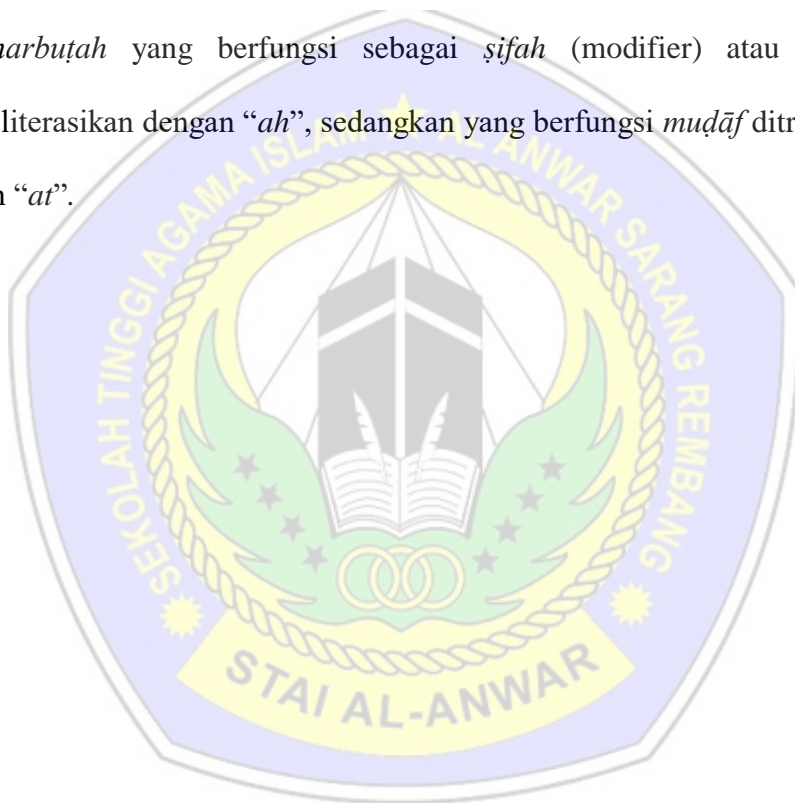 marbuṭah yang berfungsi sebagai ṣifah (modifier) atau
literasikan dengan “ah”, sedangkan yang berfungsi muḍāf ditr
“at”.
SEKOLAH TINGGI AGAMA ISLAM AL ANWAR SARANG REMBANG
STAI AL-ANWAR